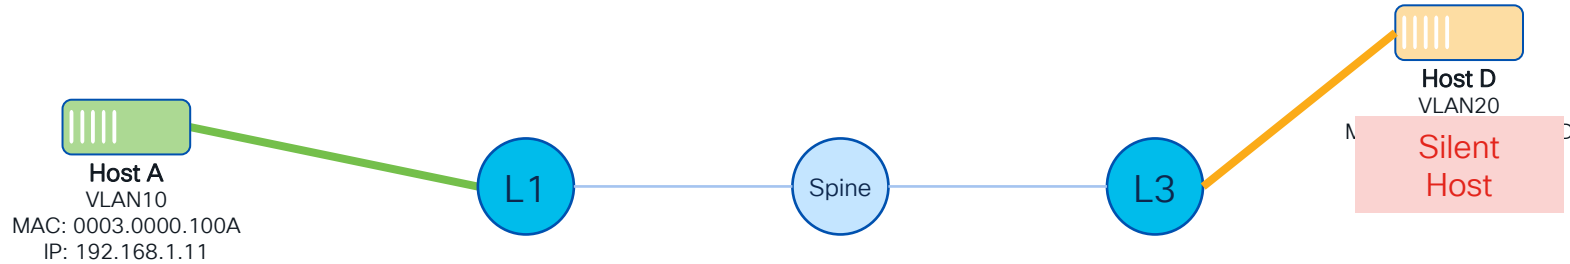 Host A
VLAN10
MAC: 0003.0000.100A
IP: 192.168.1.11
L1
Spine
L3
Host D
VLAN20
Silent
Host